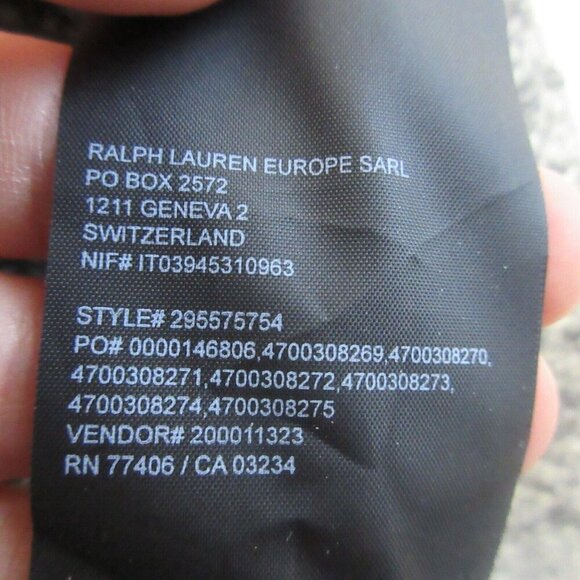 RALPH LAUREN EUROPE SARL
PO BOX 2572
1211 GENEVA 2
SWITZERLAND
NIF# IT03945310963
STYLE# 295575754
PO# 0000146806,4700308269,4700308270,
4700308271,4700308272,4700308273,
4700308274,4700308275
VENDOR# 200011323
RN 77406 / CA 03234